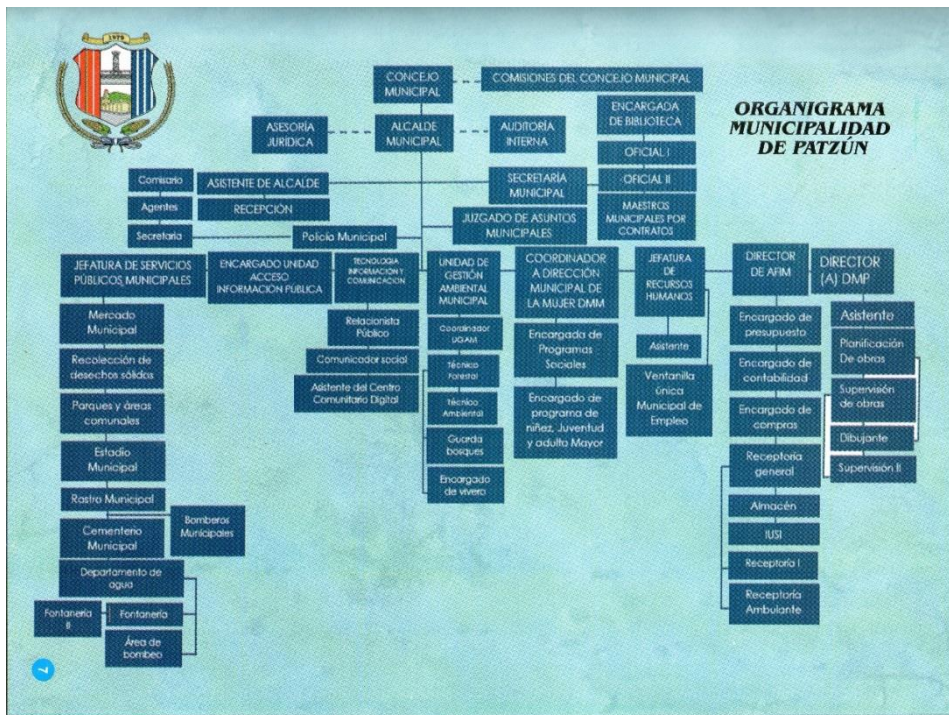 1979
CONCEJO
MUNICIPAL
COMISIONES DEL CONCEJO MUNICIPAL
ORGANIGRAMA
MUNICIPALIDAD
DE PATZÚN
ASESORÍA
JURIDICA
ALCALDE
MUNICIPAL
AUDITORÍA
INTERNA
ENCARGADA
DE BIBLIOTECA
OFICIAL I
OFICIAL II
MAESTROS
MUNICIPALES POR
CONTRATOS
Comisario
ASISTENTE DE ALCALDE
SECRETARÍA
MUNICIPAL
Agentes
RECEPCIÓN
JUZGADO DE ASUNTOS
MUNICIPALES
Secretaria
Policía Municipal
JEFATURA DE SERVICIOS
PÚBLICOS, MUNICIPALES
ENCARGADO UNIDAD
ACCESO
INFORMACIÓN PUBLICA
TECNOLOGIA
INFORMACIÓN Y
COMUNICACION
UNIDAD DE
GESTIÓN
AMBIENTAL
MUNICIPAL
COORDINADOR
A DIRECCIÓN
MUNICIPAL DE
LA MUJER DMM
JEFATURA
DE
RECURSOS
HUMANOS
DIRECTOR
DE AFIM
DIRECTOR
(A) DMP
Mercado
Municipal
Recolección de
desechos sólidos
Parques y áreas
comunales
Estadio
Municipal
Rastro Municipal
Bomberos
Municipales
Cementerio
Municipal
Departamento de
agua
Fontanería
II
Fontanería
Área de
bombeo
Relacionista
Público
Comunicador social
Asistente del Centro
Comunitario Digital
Coordinador
UGAM
Técnico
Forestal
Técnico
Ambiental
Guarda
bosques
Encargado
de vivero
Encargada de
Programas
Sociales
Encargado de
programa de
niñez, Juventud y
adulto Mayor
Asistente
Ventanilla
única
Municipal de
Empleo
Encargado de
presupuesto
Encargado de
contabilidad
Encargado de
compras
Receptoría
general
Almacén
IUSI
Receptoría I
Receptoría
Ambulante
Asistente
Planificación
De obras
Supervisión
de obras
Dibujante
Supervisión II
7